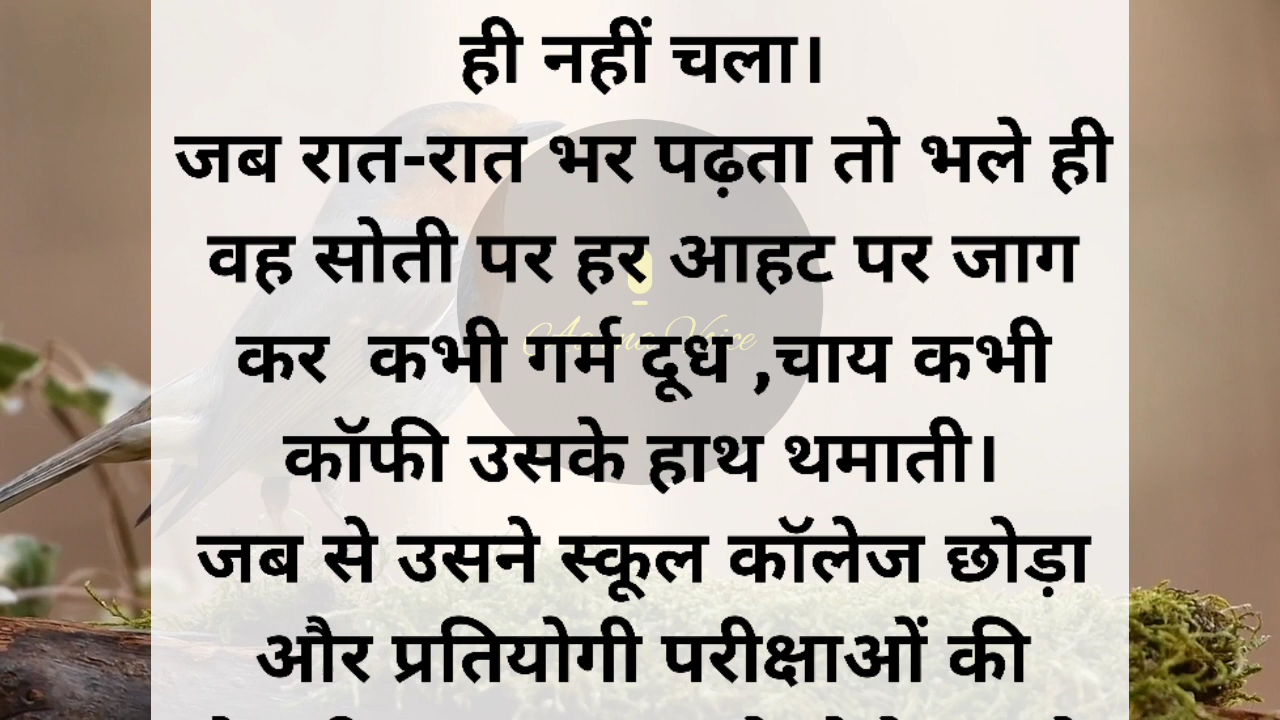 ही नहीं चला।
जब रात-रात भर पढ़ता तो भले ही
वह सोती पर हर आहट पर जाग
कर  कभी गर्म दूध ,चाय कभी
कॉफी उसके हाथ थमाती।
जब से उसने स्कूल कॉलेज छोड़ा
और प्रतियोगी परीक्षाओं की